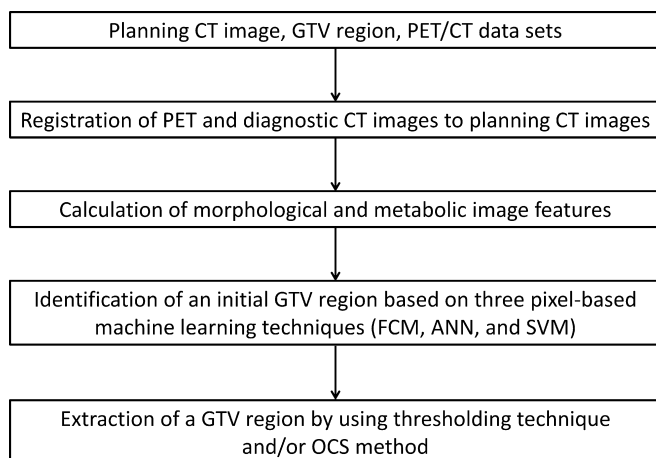 Planning CT image, GTV region, PET/CT data sets
Registration of PET and diagnostic CT images to planning CT images
Calculation of morphological and metabolic image features
Identification of an initial GTV region based on three pixel-based
machine learning techniques (FCM, ANN, and SVM)
Extraction of a GTV region by using thresholding technique
and/or OCS method